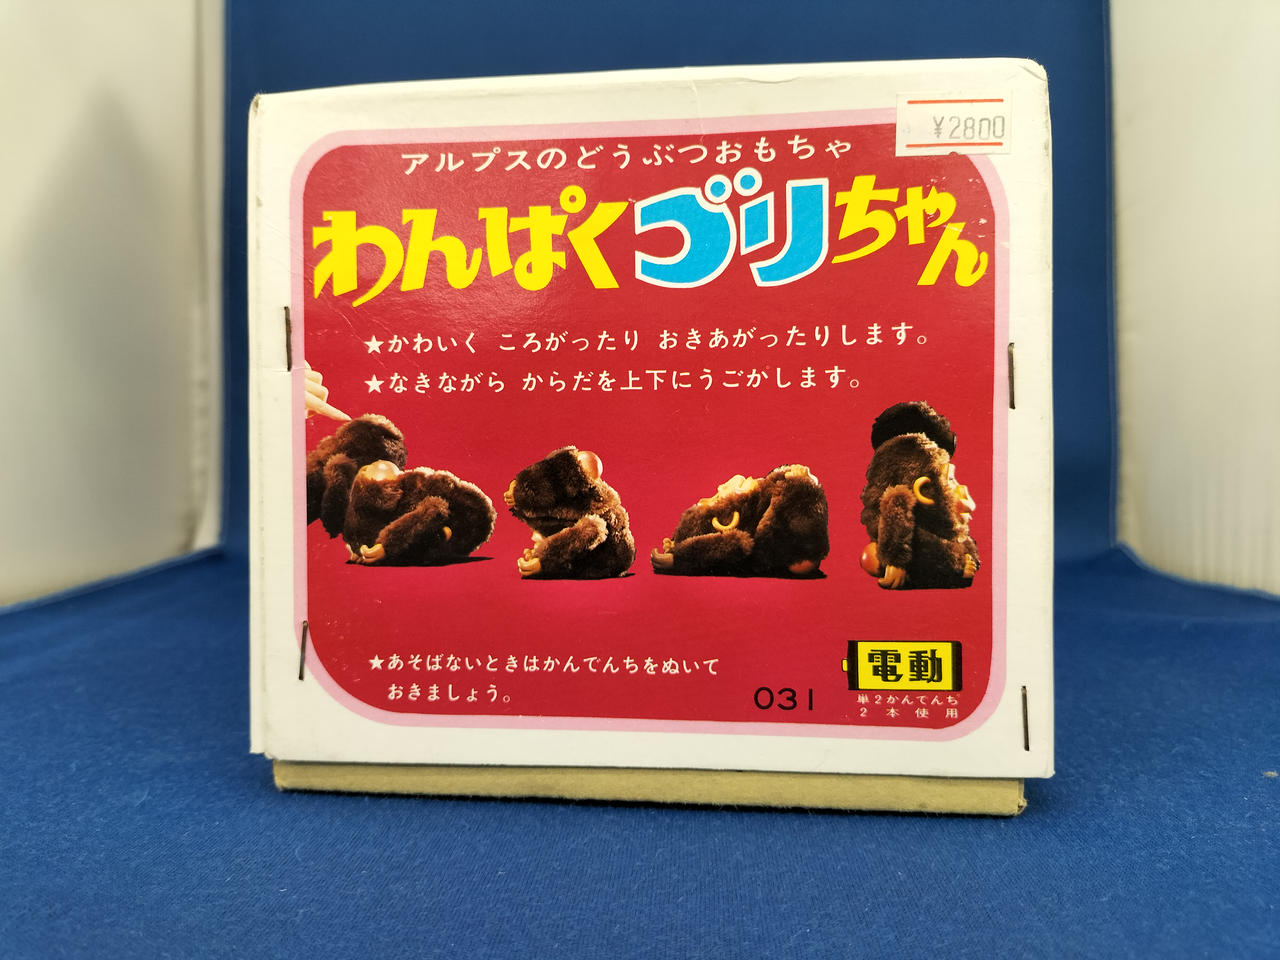 ¥2800
アルプスのどうぶつおもちゃ
わんぱくゴリちゃん
★かわいく ころがったり おきあがったりします。
★なきながら からだを上下にうごかします。
★あそばないときはかんでんちをぬいて
おきましょう。
031
電動
単2かんてんち
2本使用